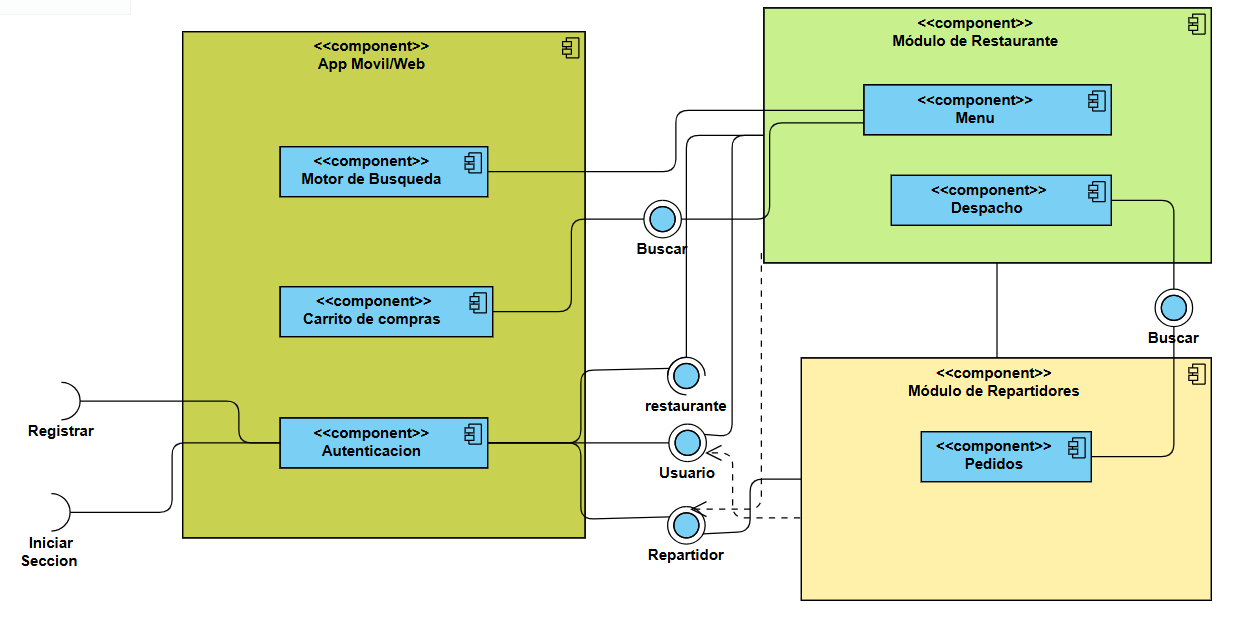 <<component>>
App Movil/Web
<<component>>
Motor de Busqueda
<<component>>
Carrito de compras
<<component>>
Autenticacion
Registrar
Iniciar
Seccion
Buscar
restaurante
Usuario
Repartidor
<<component>>
Módulo de Restaurante
<<component>>
Menu
<<component>>
Despacho
Buscar
<<component>>
Módulo de Repartidores
<<component>>
Pedidos